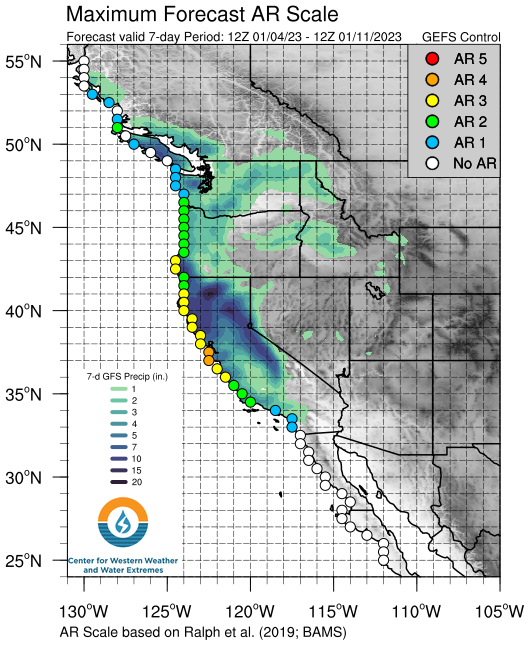 Maximum Forecast AR Scale
Forecast valid 7-day Period: 12Z 01/04/23 - 12Z 01/11/2023
GEFS Control
AR 5
AR 4
AR 3
AR 2
AR 1
No AR
55°N
50°N
45°N
40°N
35°N
30°N
25°N
7-d GFS Precip (in.)
1
2
3
4
5
7
10
15
20
Center for Western Weather
and Water Extremes
130°W 125°W 120°W 115°W 110°W 105°W
AR Scale based on Ralph et al. (2019; BAMS)